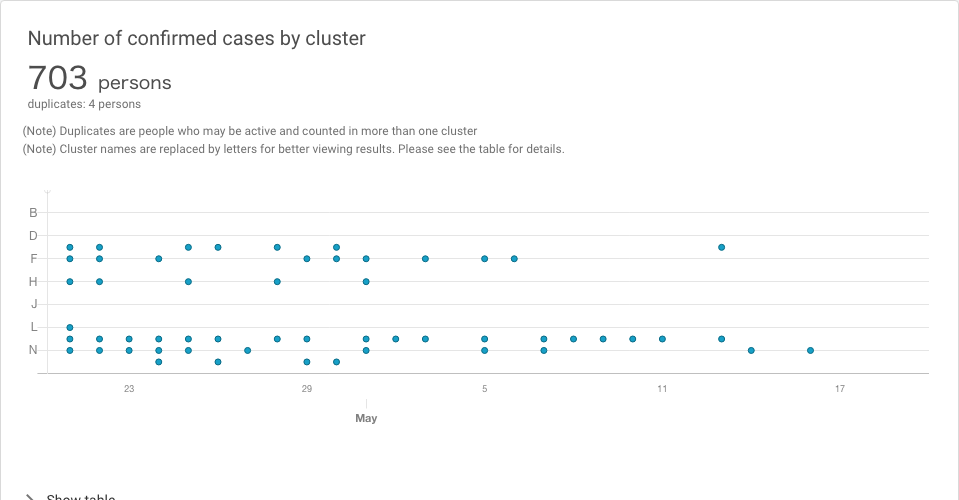 Number of confirmed cases by cluster
703 persons
duplicates: 4 persons
(Note) Duplicates are people who may be active and counted in more than one cluster
(Note) Cluster names are replaced by letters for better viewing results. Please see the table for details.
B
D
F
H
J
L
N
23 29 5 11 17
May
Show table